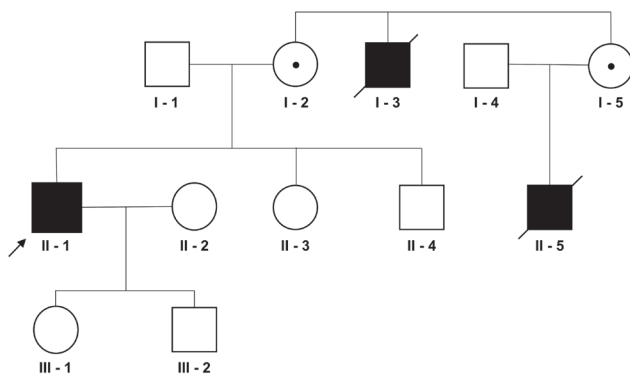 I - 1 I - 2 I - 3 I - 4 I - 5
II - 1 II - 2 II - 3 II - 4 II - 5
III - 1 III - 2